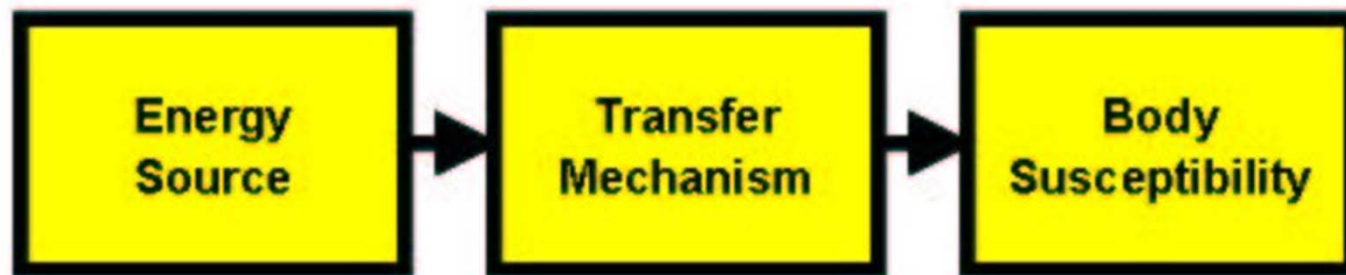 Energy
Source
Transfer
Mechanism
Body
Susceptibility